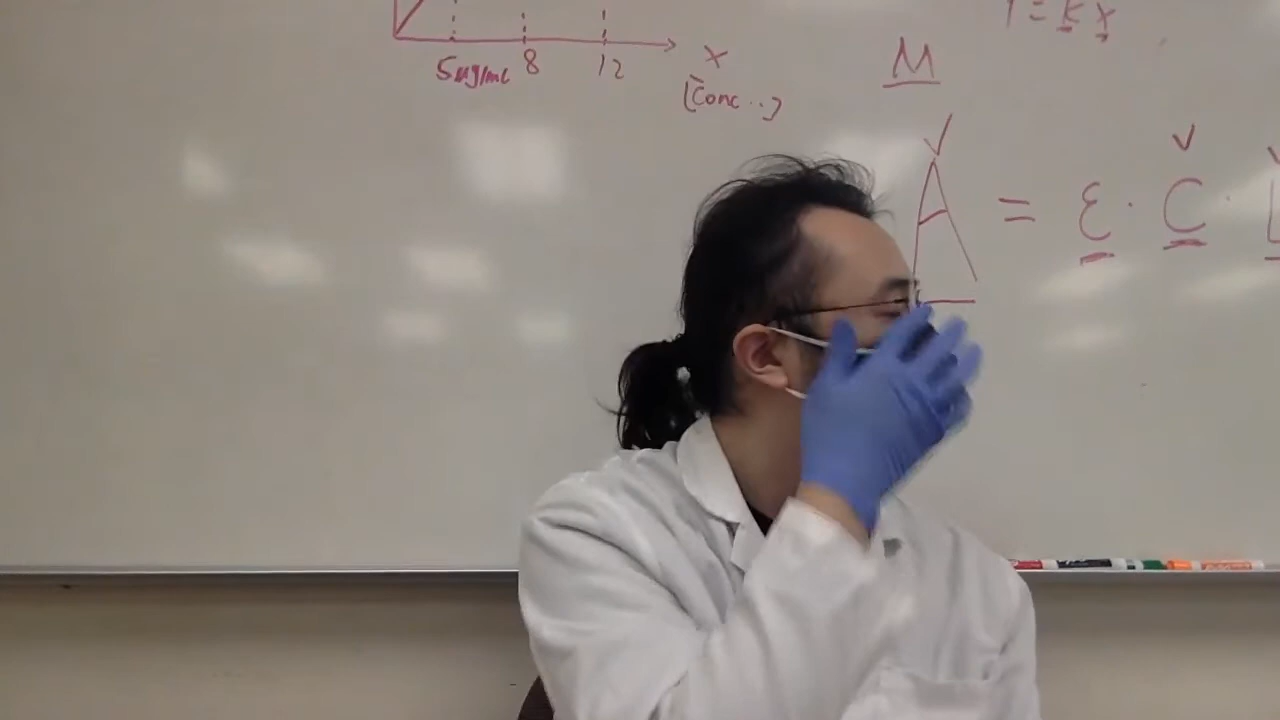 Y = k x
5ug/mL 8 12 x
[Conc..]
M
A = ε · C · L